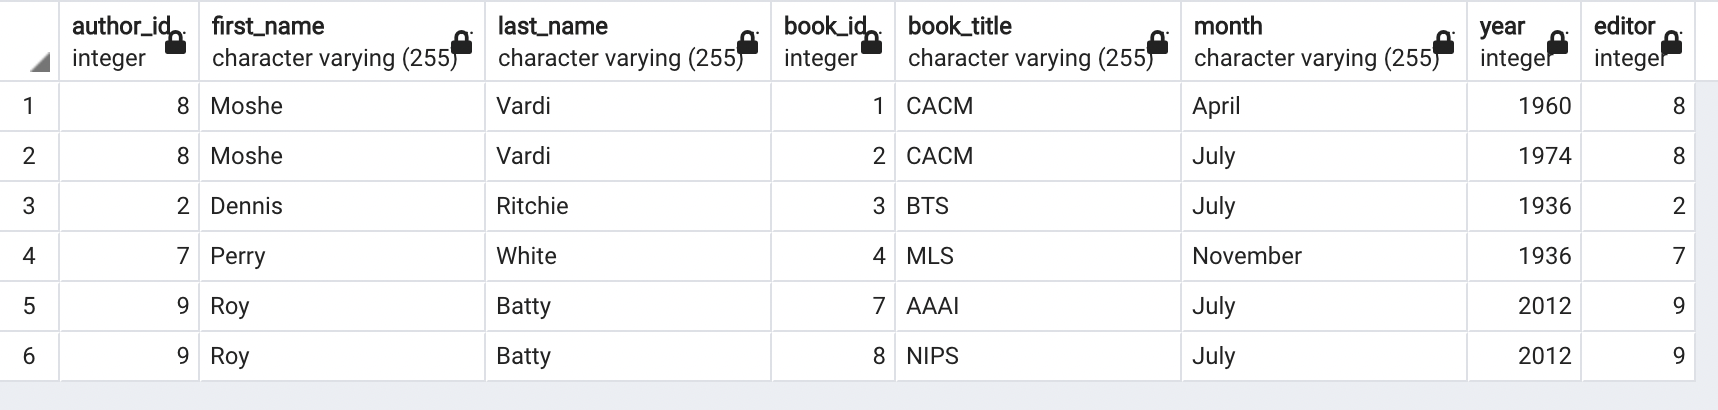 author_id first_name last_name book_id book_title month year editor
integer character varying (255) character varying (255) integer character varying (255) character varying (255) integer integer
1 8 Moshe Vardi 1 CACM April 1960 8
2 8 Moshe Vardi 2 CACM July 1974 8
3 2 Dennis Ritchie 3 BTS July 1936 2
4 7 Perry White 4 MLS November 1936 7
5 9 Roy Batty 7 AAAI July 2012 9
6 9 Roy Batty 8 NIPS July 2012 9